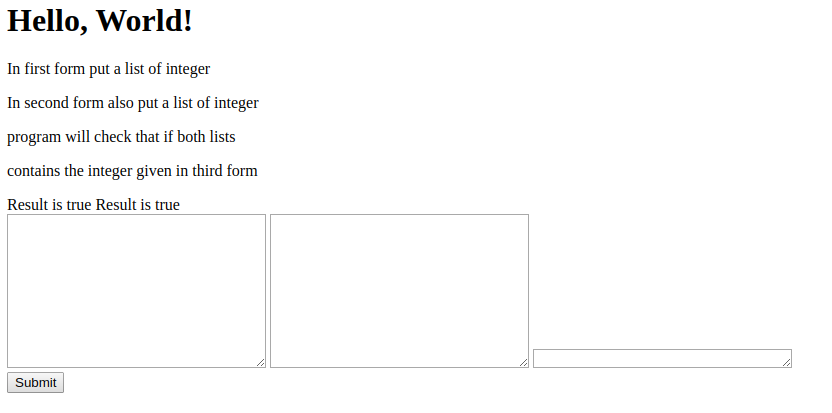 Hello, World!
In first form put a list of integer
In second form also put a list of integer
program will check that if both lists
contains the integer given in third form
Result is true Result is true
Submit